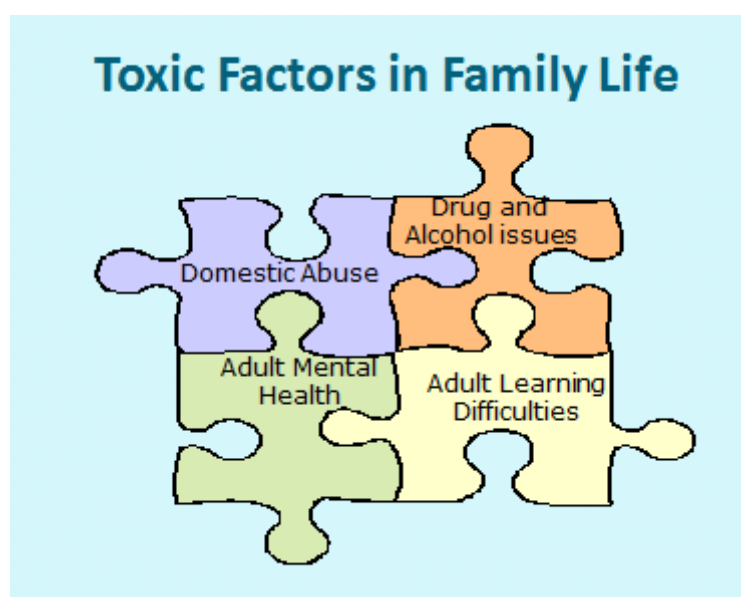 Toxic Factors in Family Life
Drug and
Alcohol issues
Domestic Abuse
Adult Mental
Health
Adult Learning
Difficulties